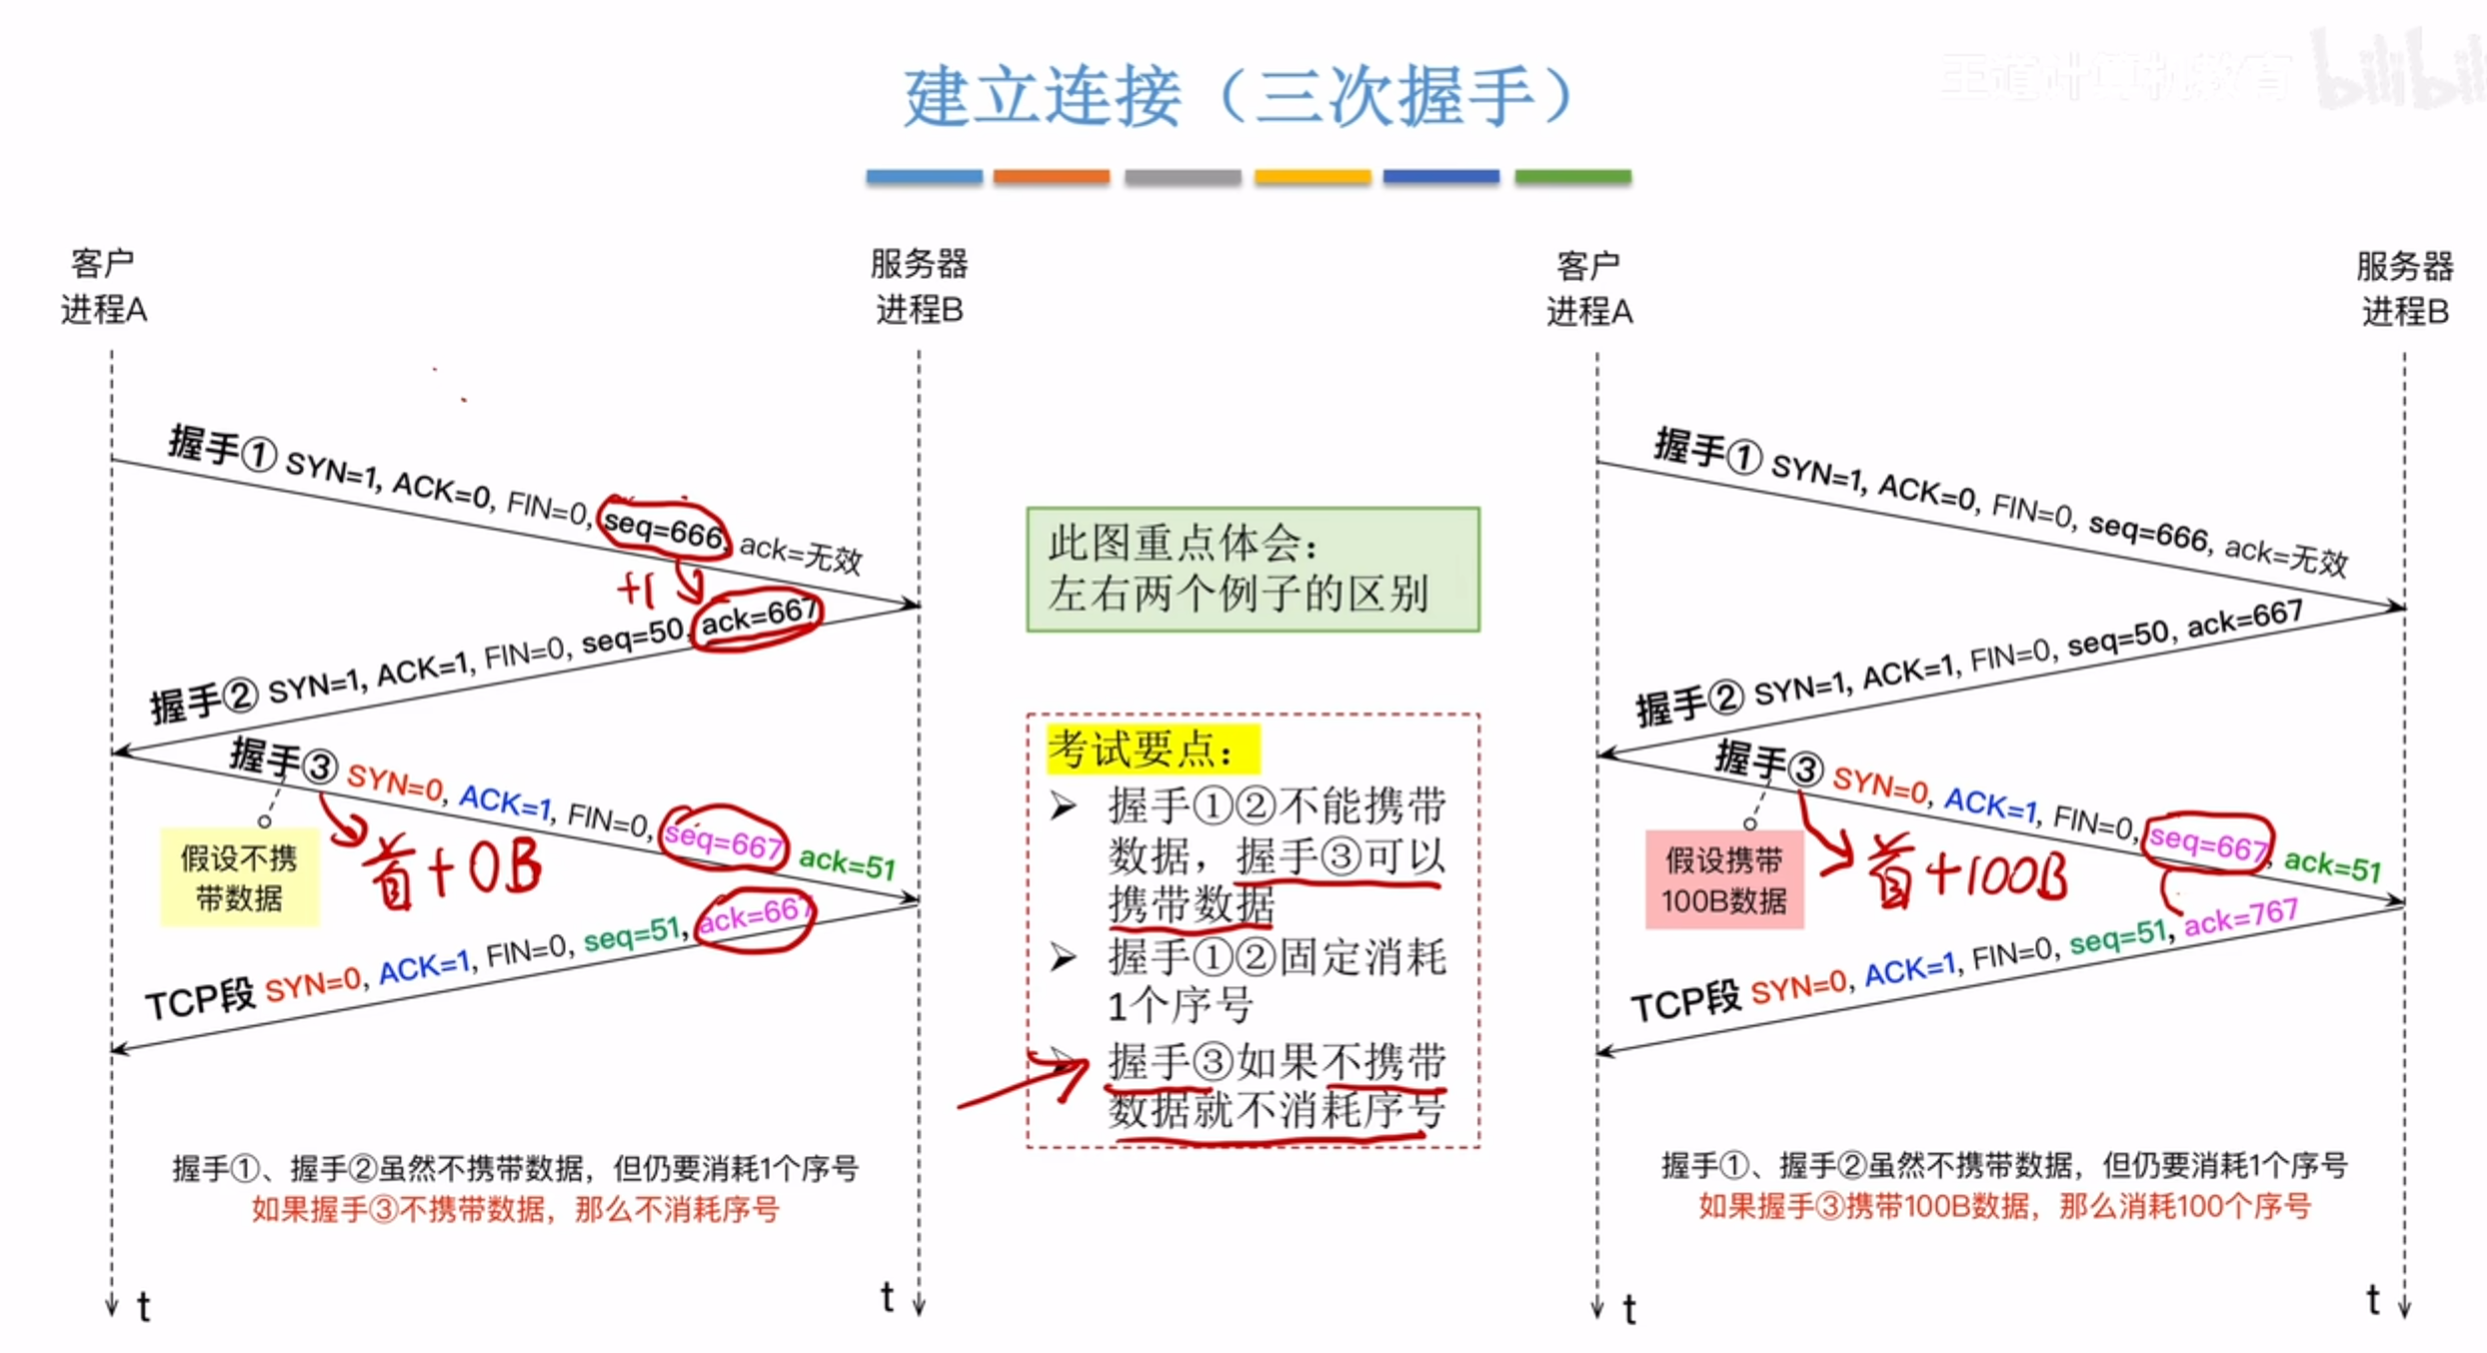 王道计算机教育 bilibili
建立连接（三次握手）
客户
进程A
服务器
进程B
握手① SYN=1, ACK=0, FIN=0, seq=666, ack=无效
+1
握手② SYN=1, ACK=1, FIN=0, seq=50, ack=667
握手③ SYN=0, ACK=1, FIN=0, seq=667 ack=51
假设不携
带数据
首+0B
TCP段 SYN=0, ACK=1, FIN=0, seq=51, ack=667
握手①、握手②虽然不携带数据，但仍要消耗1个序号
如果握手③不携带数据，那么不消耗序号
t
t
此图重点体会：
左右两个例子的区别
考试要点：
➢ 握手①②不能携带
数据，握手③可以
携带数据
➢ 握手①②固定消耗
1个序号
➢ 握手③如果不携带
数据就不消耗序号
客户
进程A
服务器
进程B
握手① SYN=1, ACK=0, FIN=0, seq=666, ack=无效
握手② SYN=1, ACK=1, FIN=0, seq=50, ack=667
握手③ SYN=0, ACK=1, FIN=0, seq=667, ack=51
假设携带
100B数据
首+100B
TCP段 SYN=0, ACK=1, FIN=0, seq=51, ack=767
握手①、握手②虽然不携带数据，但仍要消耗1个序号
如果握手③携带100B数据，那么消耗100个序号
t
t